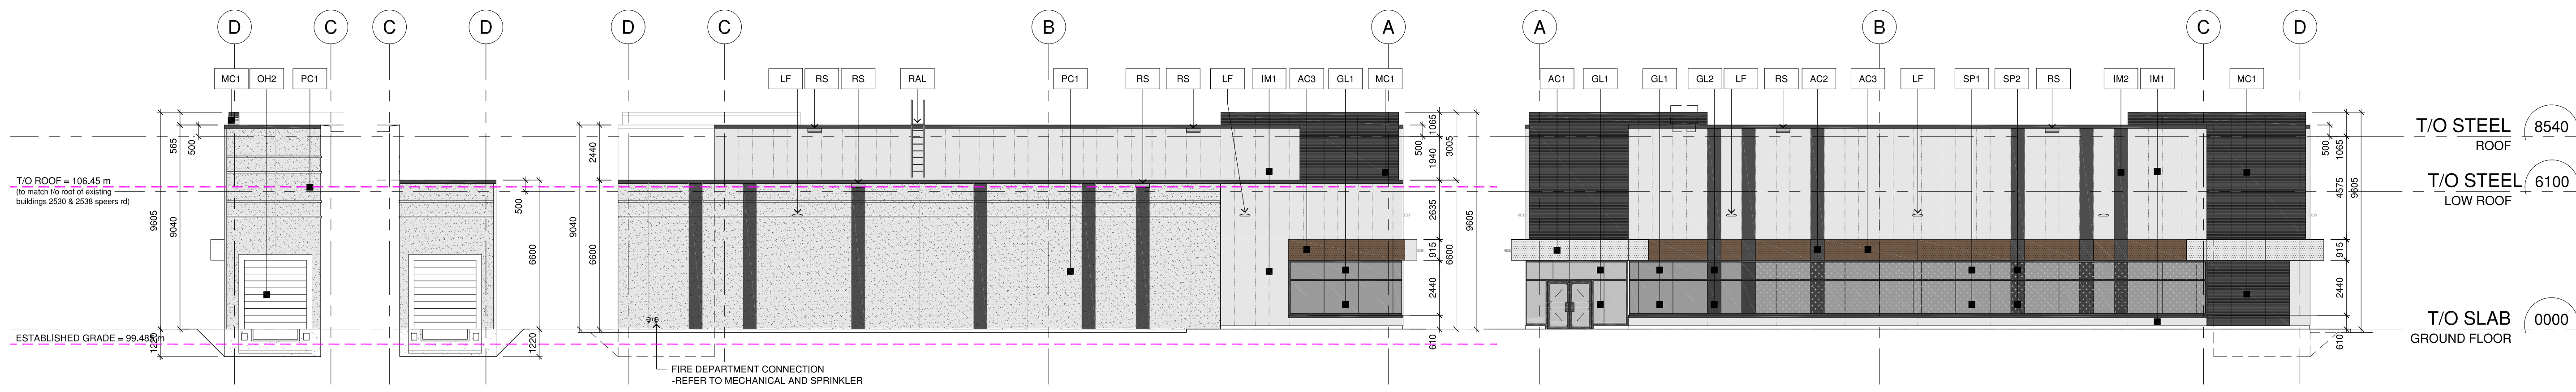 D C C D D C B A A B C D
MC1 OH2 PC1 LF RS RS RAL PC1 RS RS LF IM1 AC3 GL1 MC1 AC1 GL1 GL1 GL2 LF RS AC2 AC3 LF SP1 SP2 RS IM2 IM1 MC1
T/O STEEL 8540
ROOF
T/O STEEL 6100
LOW ROOF
T/O SLAB 0000
GROUND FLOOR
T/O ROOF = 106.45 m
(to match t/o roof of existing
buildings 2530 & 2538 speers rd)
ESTABLISHED GRADE = 99.485 m
565
500
9605
9040
1220
500
6600
1220
2440
9040
6600
500
1065
1940
3005
2635
915
6600
9605
2440
610
500
1065
4575
9605
915
2440
610
FIRE DEPARTMENT CONNECTION
-REFER TO MECHANICAL AND SPRINKLER